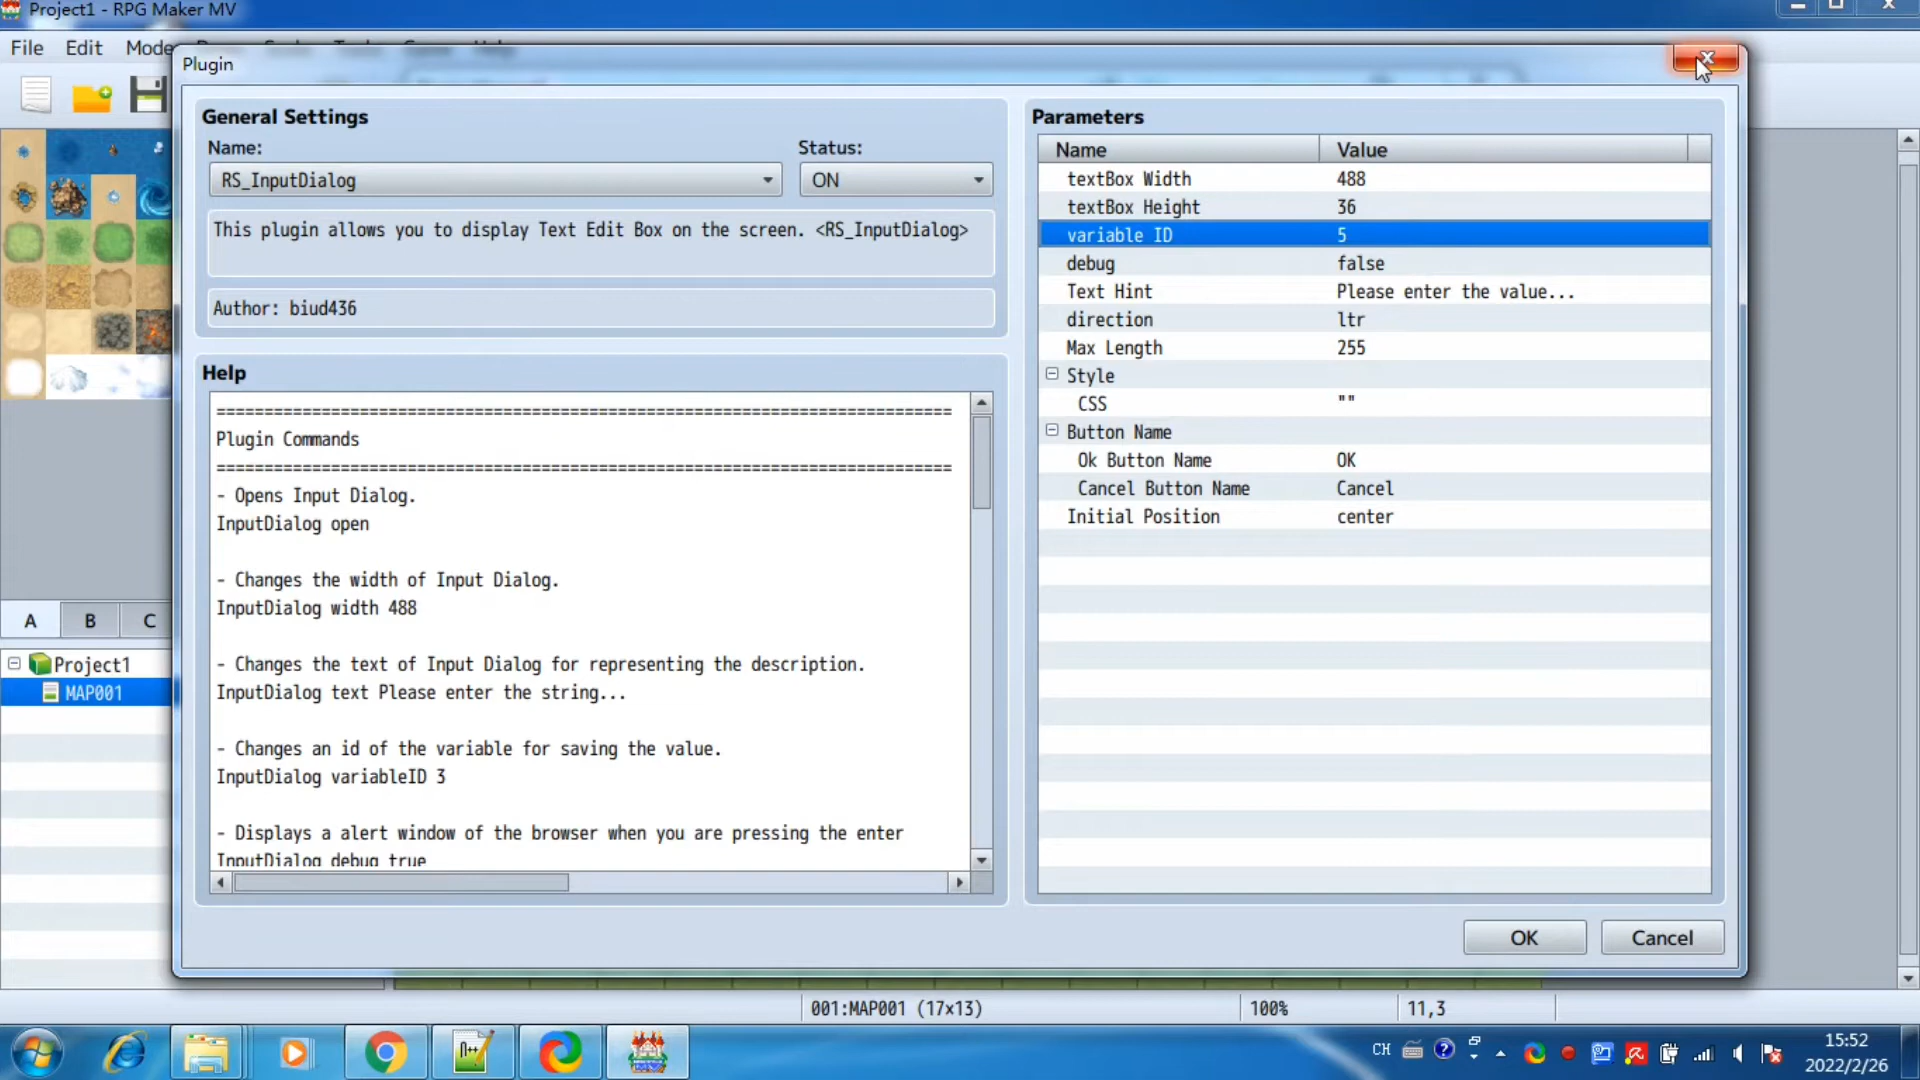 Project1 - RPG Maker MV
File Edit Mode
Plugin
General Settings
Name:
Status:
RS_InputDialog
ON
This plugin allows you to display Text Edit Box on the screen. <RS_InputDialog>
Author: biud436
Help
================================================================================
Plugin Commands
================================================================================
- Opens Input Dialog.
InputDialog open
- Changes the width of Input Dialog.
InputDialog width 488
- Changes the text of Input Dialog for representing the description.
InputDialog text Please enter the string...
- Changes an id of the variable for saving the value.
InputDialog variableID 3
- Displays a alert window of the browser when you are pressing the enter
InputDialog debug true
Parameters
Name Value
textBox Width 488
textBox Height 36
variable ID 5
debug false
Text Hint Please enter the value...
direction ltr
Max Length 255
Style
CSS ""
Button Name
Ok Button Name OK
Cancel Button Name Cancel
Initial Position center
OK Cancel
A B C
Project1
MAP001
001:MAP001 (17x13) 100% 11,3
CH
15:52
2022/2/26